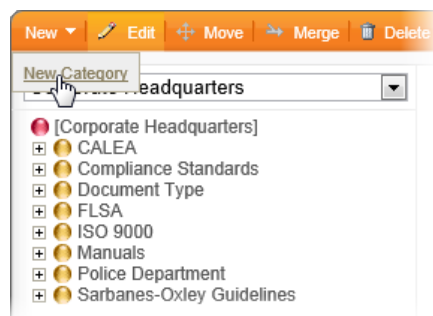 New Edit Move Merge Delete
New Category
Corporate Headquarters
[Corporate Headquarters]
CALEA
Compliance Standards
Document Type
FLSA
ISO 9000
Manuals
Police Department
Sarbanes-Oxley Guidelines